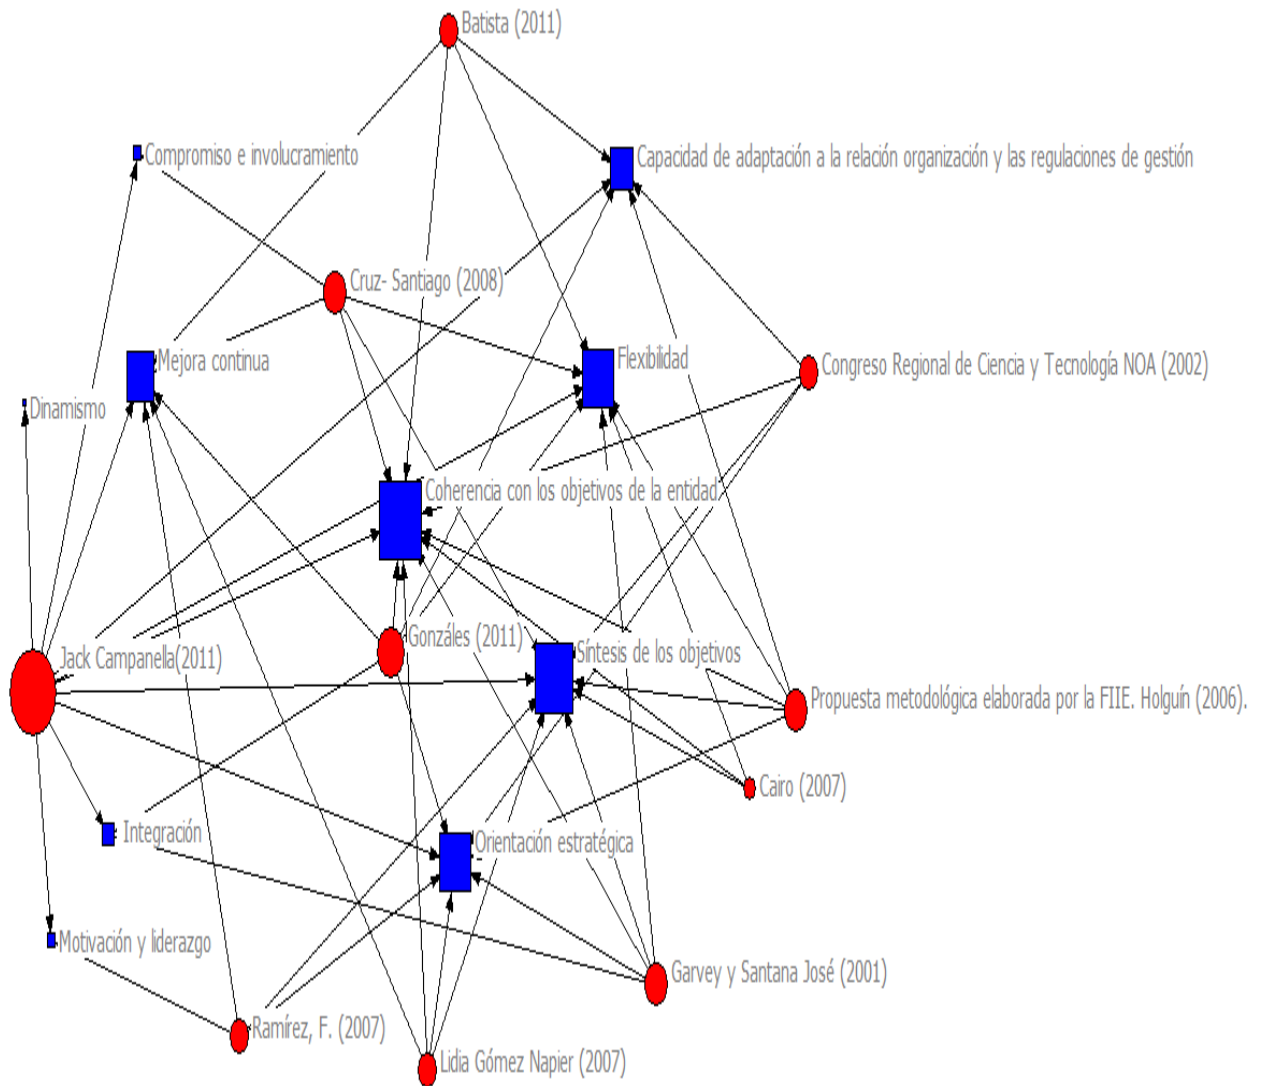 Batista (2011)
Compromiso e involucramiento
Capacidad de adaptación a la relación organización y las regulaciones de gestión
Cruz- Santiago (2008)
Mejora continua
Flexibilidad
Congreso Regional de Ciencia y Tecnología NOA (2002)
Dinamismo
Coherencia con los objetivos de la entidad
Gonzáles (2011)
Jack Campanella(2011)
Síntesis de los objetivos
Propuesta metodológica elaborada por la FIIE. Holguín (2006).
Cairo (2007)
Integración
Orientación estratégica
Motivación y liderazgo
Garvey y Santana José (2001)
Ramírez, F. (2007)
Lidia Gómez Napier (2007)